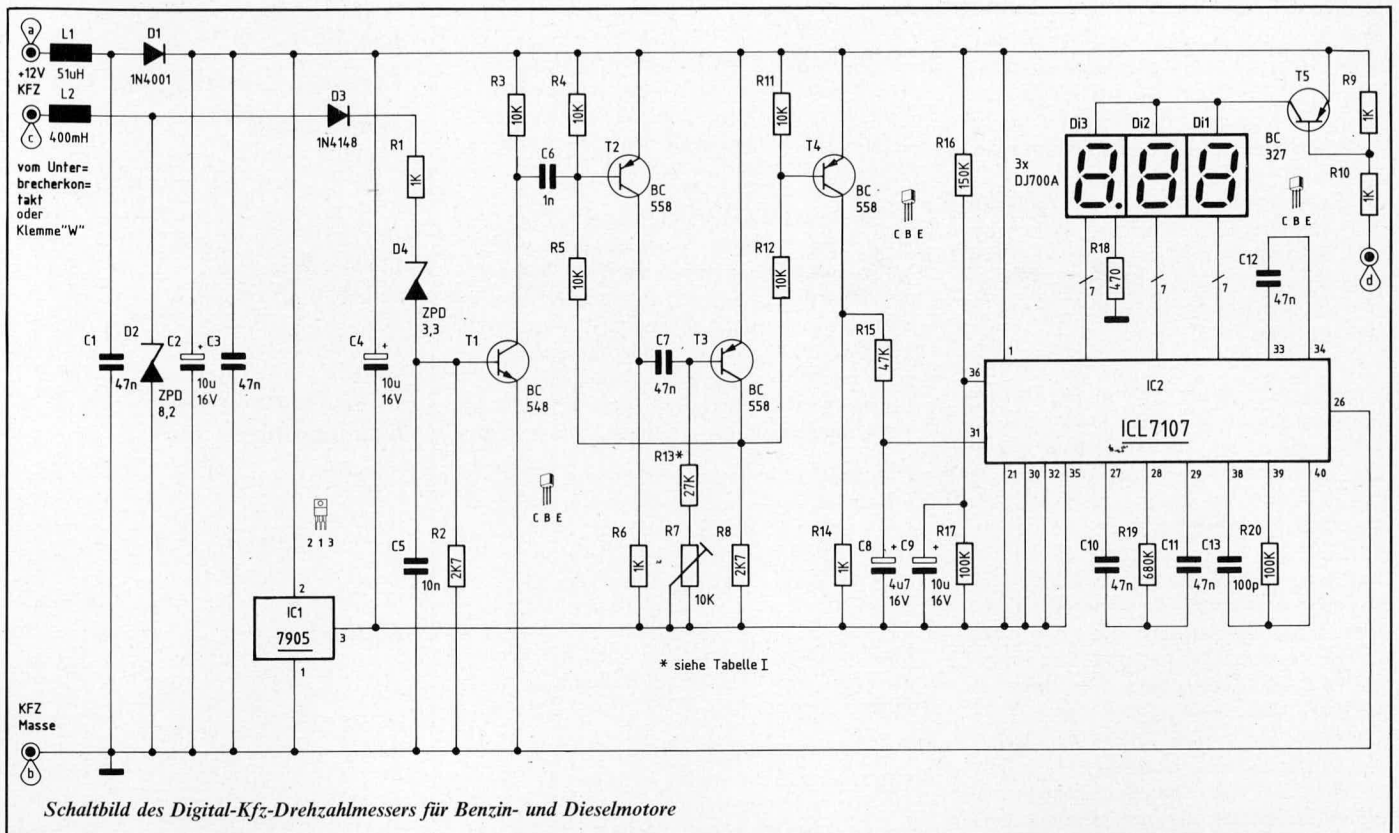 a
+12V
KFZ
L1
51uH
D1
1N4001
L2
400mH
c
vom Unter=
brecherkon=
takt
oder
Klemme"W"
D3
1N4148
R1
1K
D4
ZPD
3,3
C1
47n
D2
ZPD
8,2
C2
+
10u
16V
C3
47n
C4
+
10u
16V
T1
BC
548
R3
10K
R4
10K
C6
1n
T2
BC
558
R5
10K
R11
10K
T4
BC
558
C B E
R12
10K
C7
47n
T3
BC
558
R13*
27K
R6
1K
R7
10K
R8
2K7
C5
10n
R2
2K7
C B E
2 1 3
2
IC1
7905
3
1
R14
1K
R15
47K
R16
150K
C8
+
4u7
16V
C9
+
10u
16V
R17
100K
3x
DJ700A
Di3
Di2
Di1
8.
8
8
T5
BC
327
C B E
R9
1K
R10
1K
d
7
R18
470
7
7
C12
47n
1
33
34
36
31
26
IC2
ICL7107
21
30
32
35
27
28
29
38
39
40
C10
47n
R19
680K
C11
47n
C13
100p
R20
100K
* siehe Tabelle I
KFZ
Masse
b
Schaltbild des Digital-Kfz-Drehzahlmessers für Benzin- und Dieselmotore